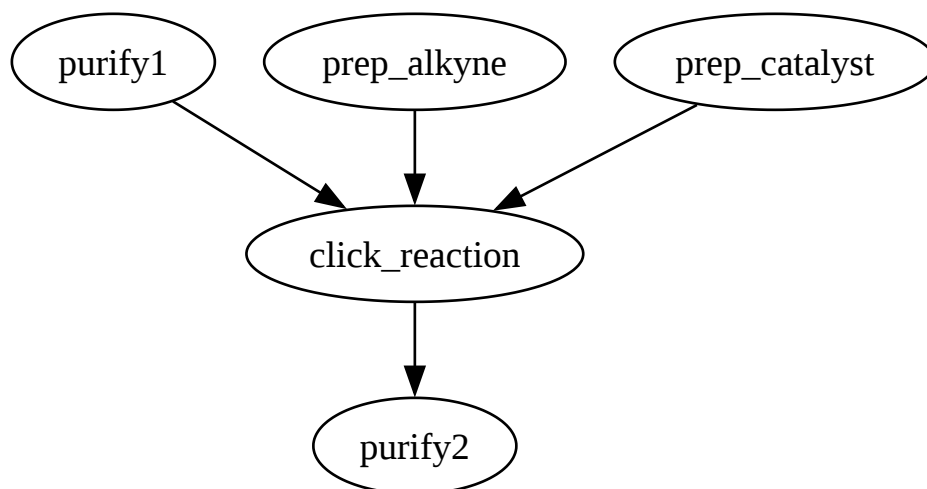 purify1
prep_alkyne
prep_catalyst
click_reaction
purify2